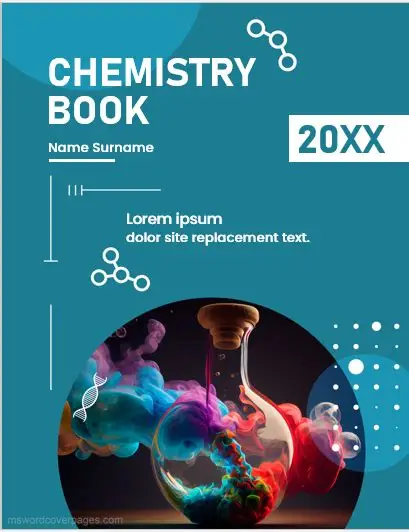 CHEMISTRY
BOOK
Name Surname
20XX
Lorem ipsum
dolor site replacement text.
mswordcoverpages.com